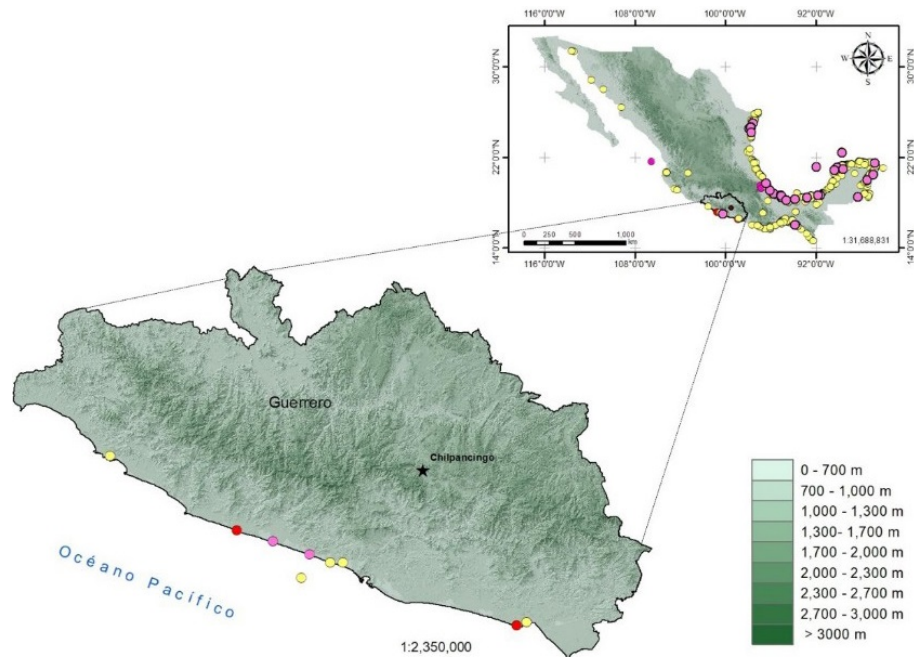 116°0'0"W 108°0'0"W 100°0'0"W 92°0'0"W
N
W E
S
30°0'0"N 30°0'0"N
22°0'0"N 22°0'0"N
14°0'0"N 14°0'0"N
0 250 500 1,000
km
1:31,688,831
116°0'0"W 108°0'0"W 100°0'0"W 92°0'0"W
Guerrero
Chilpancingo
Océano Pacífico
1:2,350,000
0 - 700 m
700 - 1,000 m
1,000 - 1,300 m
1,300- 1,700 m
1,700 - 2,000 m
2,000 - 2,300 m
2,300 - 2,700 m
2,700 - 3,000 m
> 3000 m